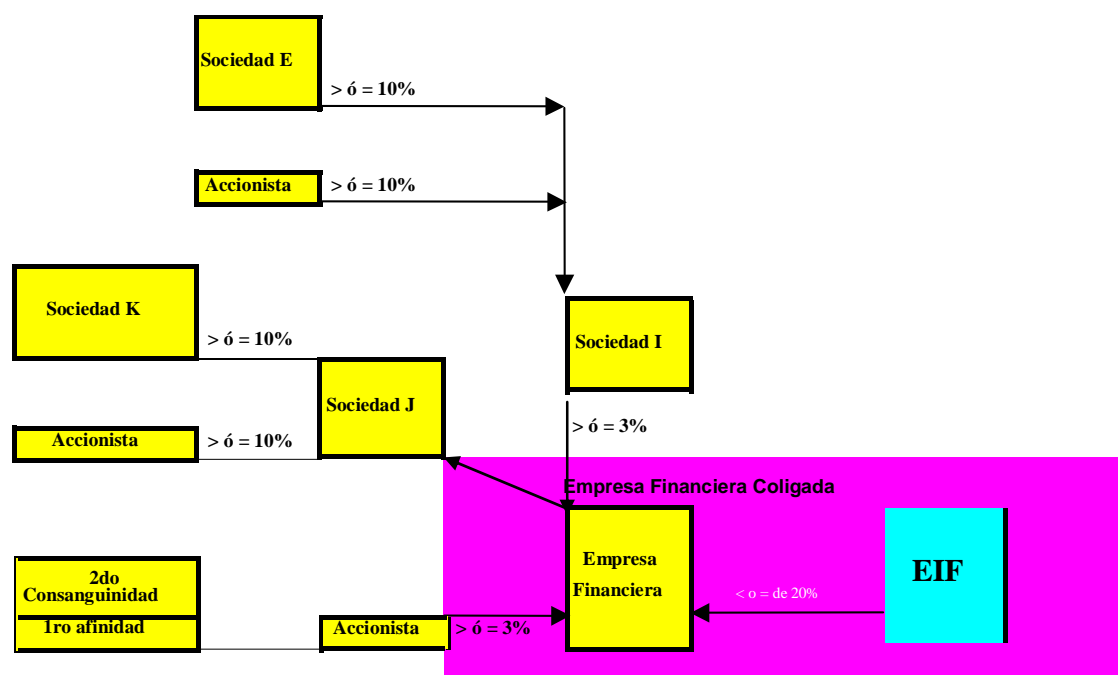 Sociedad E
> ó = 10%
Accionista
> ó = 10%
Sociedad K
> ó = 10%
Sociedad I
Sociedad J
Accionista
> ó = 10%
> ó = 3%
Empresa Financiera Coligada
2do
Consanguinidad
1ro afinidad
Accionista
> ó = 3%
Empresa
Financiera
< o = de 20%
EIF